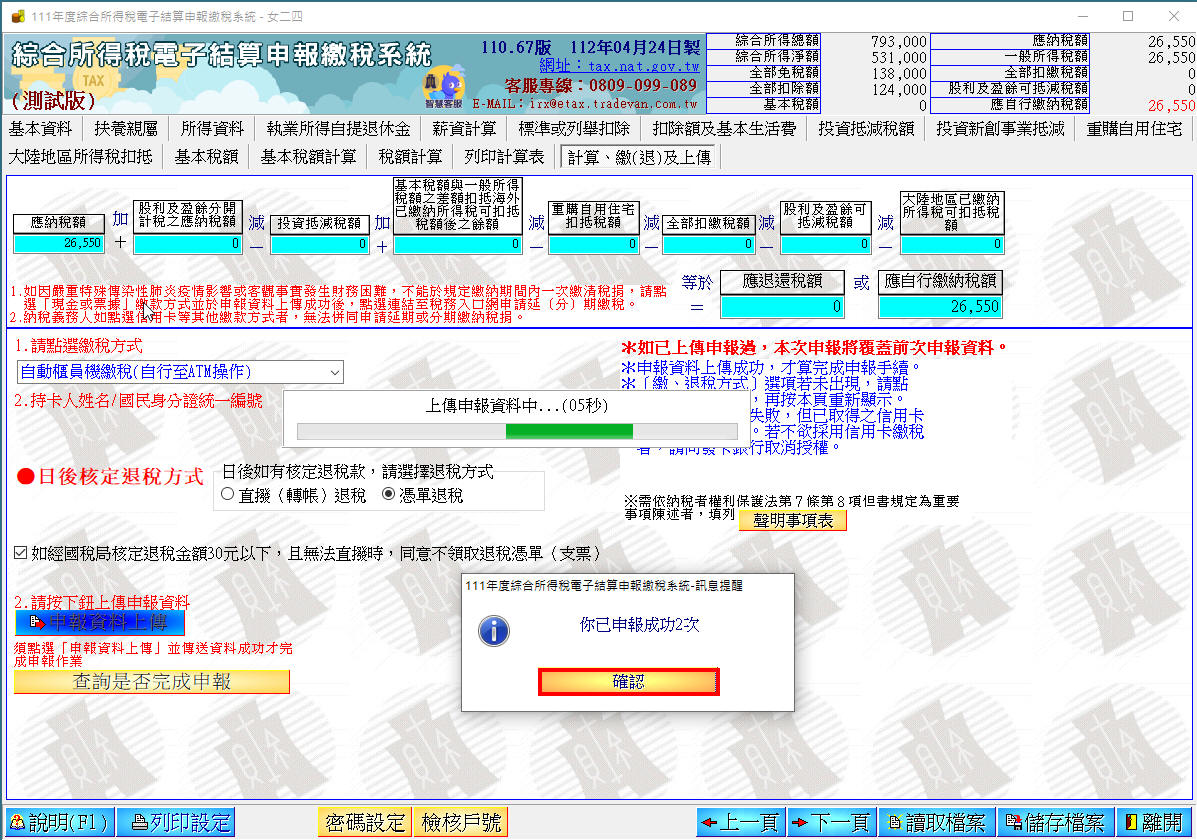 111年度綜合所得稅電子結算申報繳稅系統 - 女二四
綜合所得稅電子結算申報繳稅系統
TAX
(測試版)
智慧客服
110.67版 112年04月24日製
網址：tax.nat.gov.tw
客服專線：0809-099-089
E-MAIL：irx@etax.tradevan.com.tw
綜合所得總額 793,000 應納稅額 26,550
綜合所得淨額 531,000 一般所得稅額 26,550
全部免稅額 138,000 全部扣繳稅額 0
全部扣除額 124,000 股利及盈餘可抵減稅額 0
基本稅額 0 應自行繳納稅額 26,550
基本資料 扶養親屬 所得資料 執業所得自提退休金 薪資計算 標準或列舉扣除 扣除額及基本生活費 投資抵減稅額 投資新創事業抵減 重購自用住宅
大陸地區所得稅扣抵 基本稅額 基本稅額計算 稅額計算 列印計算表 計算、繳(退)及上傳
應納稅額
26,550
加
＋
股利及盈餘分開
計稅之應納稅額
0
減
－
投資抵減稅額
0
加
＋
基本稅額與一般所得
稅額之差額扣抵海外
已繳納所得稅可扣抵
稅額後之餘額
0
減
－
重購自用住宅
扣抵稅額
0
減
－
全部扣繳稅額
0
減
－
股利及盈餘可
抵減稅額
0
減
－
大陸地區已繳納
所得稅可扣抵稅
額
0
等於
＝
應退還稅額
0
或
應自行繳納稅額
26,550
1.如因嚴重特殊傳染性肺炎疫情影響或客觀事實發生財務困難，不能於規定繳納期間內一次繳清稅捐，請點
選「現金或票據」繳款方式並於申報資料上傳成功後，點選連結至稅務入口網申請延（分）期繳稅。
2.納稅義務人如點選信用卡等其他繳款方式者，無法併同申請延期或分期繳納稅捐。
1.請點選繳稅方式
自動櫃員機繳稅(自行至ATM操作)
2.持卡人姓名/國民身分證統一編號
＊如已上傳申報過，本次申報將覆蓋前次申報資料。
＊申報資料上傳成功，才算完成申報手續。
＊〔繳、退稅方式〕選項若未出現，請點
，再按本頁重新顯示。
失敗，但已取得之信用卡
。若不欲採用信用卡繳稅
者，請向發卡銀行取消授權。
上傳申報資料中...(05秒)
●日後核定退稅方式
日後如有核定退稅款，請選擇退稅方式
直撥（轉帳）退稅 憑單退稅
※需依納稅者權利保護法第７條第８項但書規定為重要
事項陳述者，填列 聲明事項表
如經國稅局核定退稅金額30元以下，且無法直撥時，同意不領取退稅憑單（支票）
2.請按下鈕上傳申報資料
申報資料上傳
須點選「申報資料上傳」並傳送資料成功才完
成申報作業
查詢是否完成申報
111年度綜合所得稅電子結算申報繳稅系統-訊息提醒
你已申報成功2次
確認
說明(F1) 列印設定 密碼設定 檢核戶號 上一頁 下一頁 讀取檔案 儲存檔案 離開